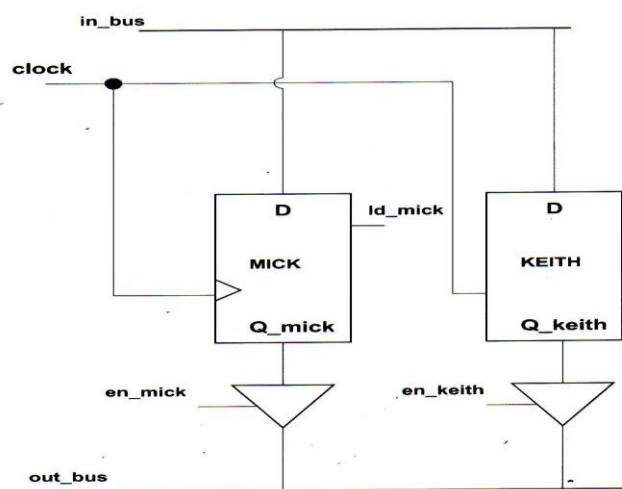 in_bus
clock
D
D
ld_mick
MICK
KEITH
Q_mick
Q_keith
en_mick
en_keith
out_bus